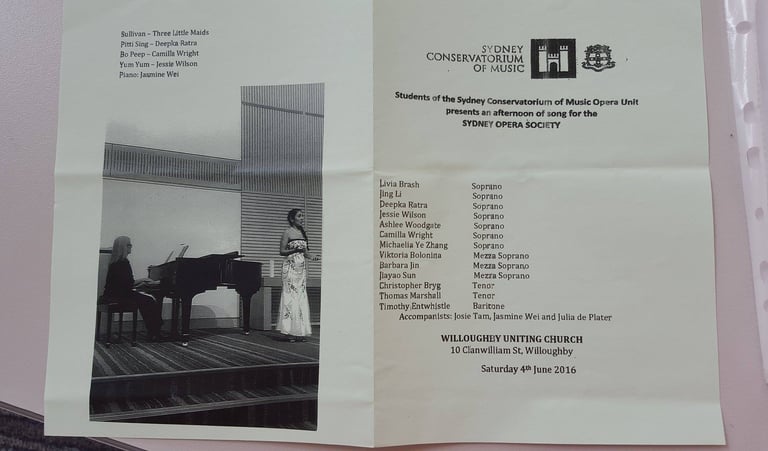 Sullivan – Three Little Maids
Pitti Sing – Deepka Ratra
Bo Peep – Camilla Wright
Yum Yum – Jessie Wilson
Piano: Jasmine Wei
SYDNEY
CONSERVATORIUM
OF MUSIC
Students of the Sydney Conservatorium of Music Opera Unit
presents an afternoon of song for the
SYDNEY OPERA SOCIETY
Livia Brash Soprano
Jing Li Soprano
Deepka Ratra Soprano
Jessie Wilson Soprano
Ashlee Woodgate Soprano
Camilla Wright Soprano
Michaelia Ye Zhang Soprano
Viktoria Bolonina Mezza Soprano
Barbara Jin Mezza Soprano
Jiayao Sun Mezza Soprano
Christopher Bryg Tenor
Thomas Marshall Tenor
Timothy Entwhistle Baritone
Accompanists: Josie Tam, Jasmine Wei and Julia de Plater
WILLOUGHBY UNITING CHURCH
10 Clanwilliam St, Willoughby
Saturday 4th June 2016